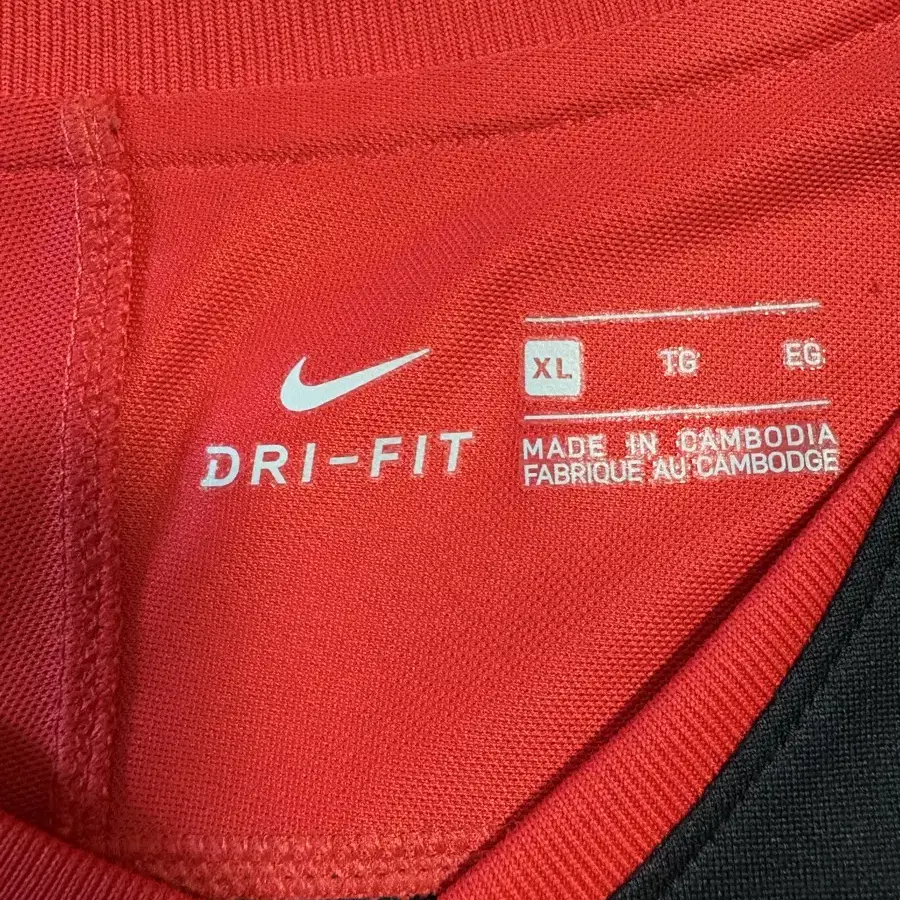 DRI-FIT
XL TG EG
MADE IN CAMBODIA
FABRIQUE AU CAMBODGE